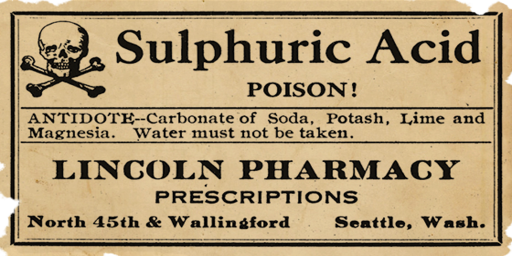 Sulphuric Acid
POISON!
ANTIDOTE--Carbonate of Soda, Potash, Lime and
Magnesia. Water must not be taken.
LINCOLN PHARMACY
PRESCRIPTIONS
North 45th & Wallingford Seattle, Wash.